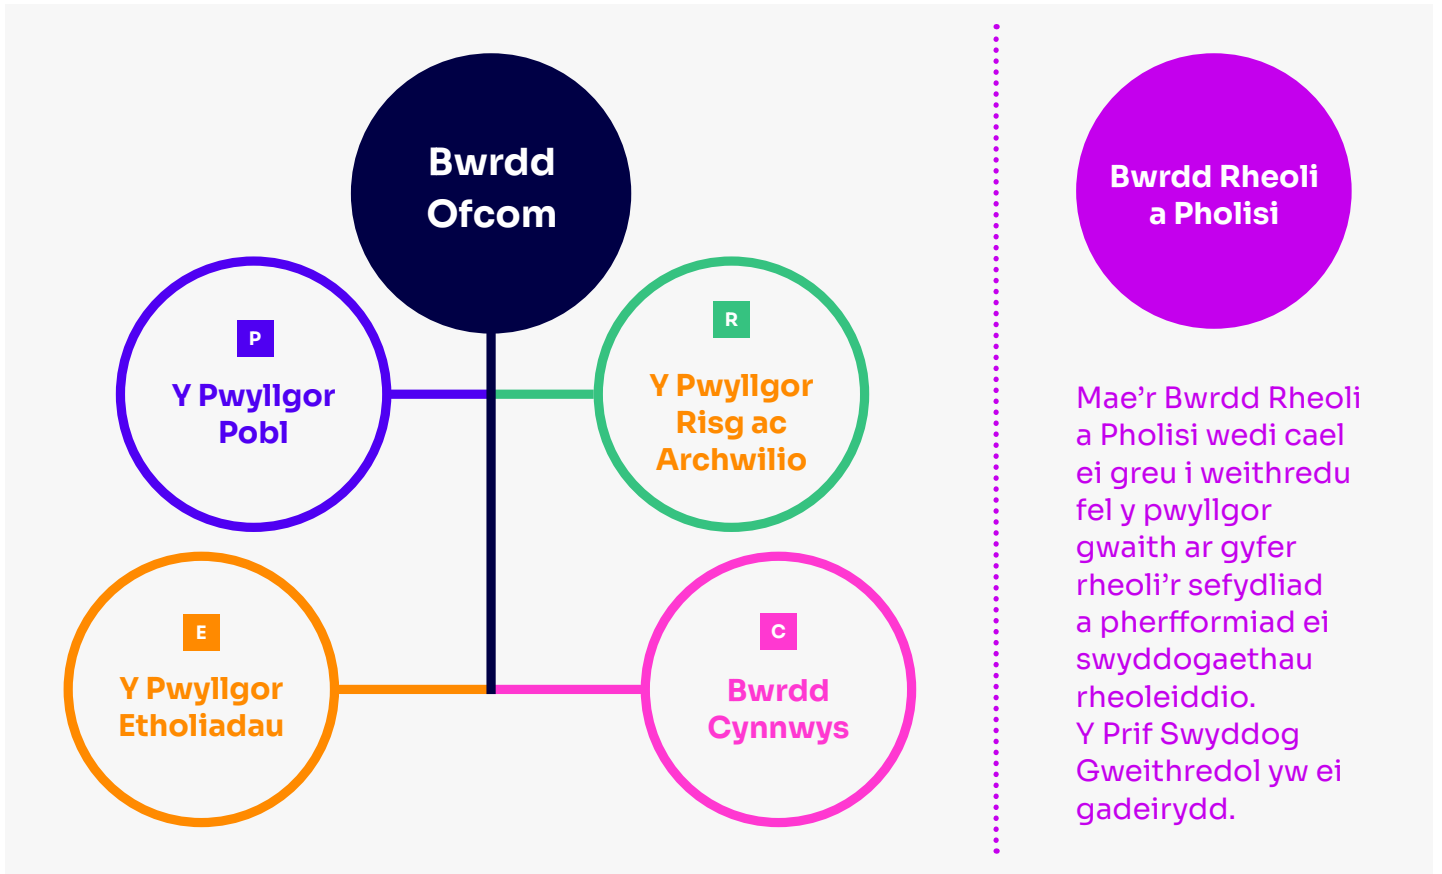 Bwrdd
Ofcom
P
Y Pwyllgor
Pobl
R
Y Pwyllgor
Risg ac
Archwilio
E
Y Pwyllgor
Etholiadau
C
Bwrdd
Cynnwys
Bwrdd Rheoli
a Pholisi
Mae’r Bwrdd Rheoli
a Pholisi wedi cael
ei greu i weithredu
fel y pwyllgor
gwaith ar gyfer
rheoli’r sefydliad
a pherfformiad ei
swyddogaethau
rheoleiddio.
Y Prif Swyddog
Gweithredol yw ei
gadeirydd.